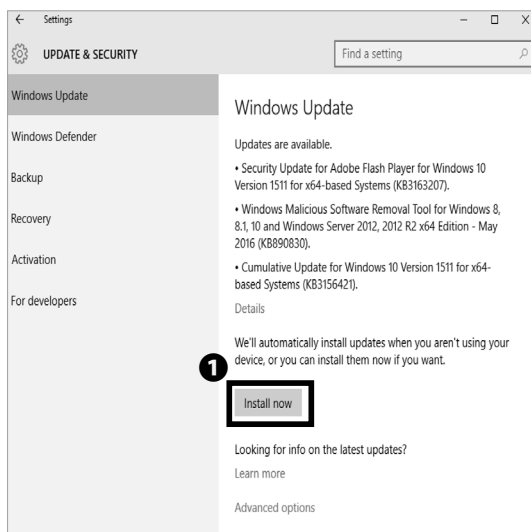 Settings
UPDATE & SECURITY
Find a setting
Windows Update
Windows Defender
Backup
Recovery
Activation
For developers
Windows Update
Updates are available.
• Security Update for Adobe Flash Player for Windows 10
Version 1511 for x64-based Systems (KB3163207).
• Windows Malicious Software Removal Tool for Windows 8,
8.1, 10 and Windows Server 2012, 2012 R2 x64 Edition - May
2016 (KB890830).
• Cumulative Update for Windows 10 Version 1511 for x64-
based Systems (KB3156421).
Details
We'll automatically install updates when you aren't using your
device, or you can install them now if you want.
1
Install now
Looking for info on the latest updates?
Learn more
Advanced options